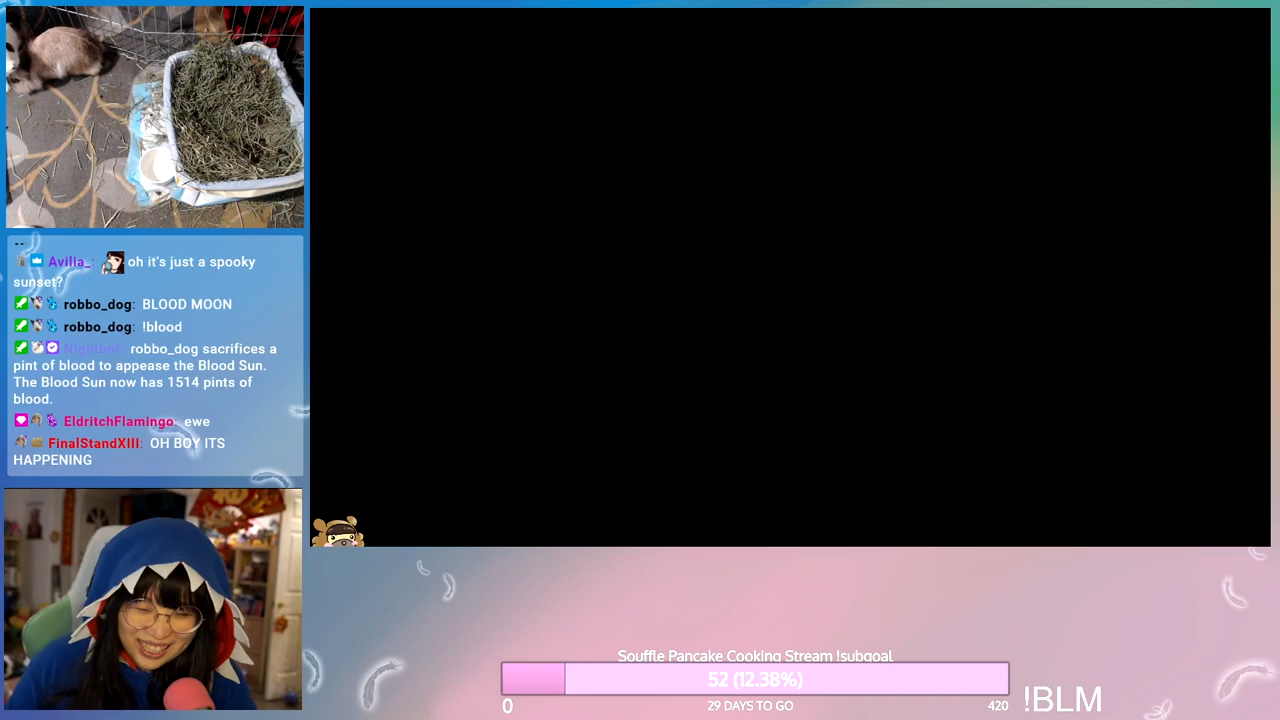 Avilia_: oh it's just a spooky
sunset?
robbo_dog: BLOOD MOON
robbo_dog: !blood
Nightbot: robbo_dog sacrifices a
pint of blood to appease the Blood Sun.
The Blood Sun now has 1514 pints of
blood.
EldritchFlamingo: ewe
FinalStandXIII: OH BOY ITS
HAPPENING
Souffle Pancake Cooking Stream !subgoal
52 (12.38%)
0
29 DAYS TO GO
420
!BLM